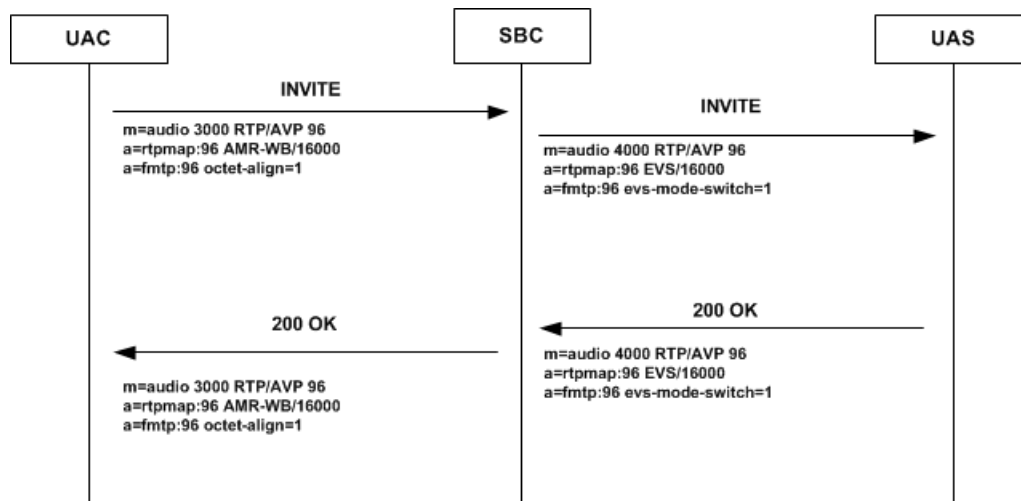 UAC
SBC
UAS
INVITE
m=audio 3000 RTP/AVP 96
a=rtpmap:96 AMR-WB/16000
a=fmtp:96 octet-align=1
INVITE
m=audio 4000 RTP/AVP 96
a=rtpmap:96 EVS/16000
a=fmtp:96 evs-mode-switch=1
200 OK
m=audio 4000 RTP/AVP 96
a=rtpmap:96 EVS/16000
a=fmtp:96 evs-mode-switch=1
200 OK
m=audio 3000 RTP/AVP 96
a=rtpmap:96 AMR-WB/16000
a=fmtp:96 octet-align=1